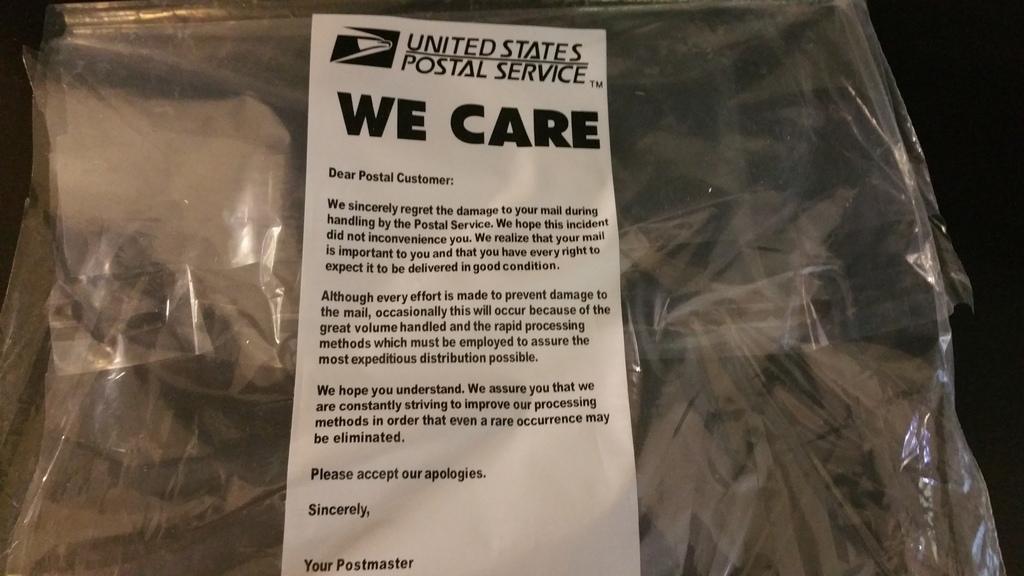 UNITED STATES
POSTAL SERVICE™
WE CARE
Dear Postal Customer:
We sincerely regret the damage to your mail during
handling by the Postal Service. We hope this incident
did not inconvenience you. We realize that your mail
is important to you and that you have every right to
expect it to be delivered in good condition.
Although every effort is made to prevent damage to
the mail, occasionally this will occur because of the
great volume handled and the rapid processing
methods which must be employed to assure the
most expeditious distribution possible.
We hope you understand. We assure you that we
are constantly striving to improve our processing
methods in order that even a rare occurrence may
be eliminated.
Please accept our apologies.
Sincerely,
Your Postmaster